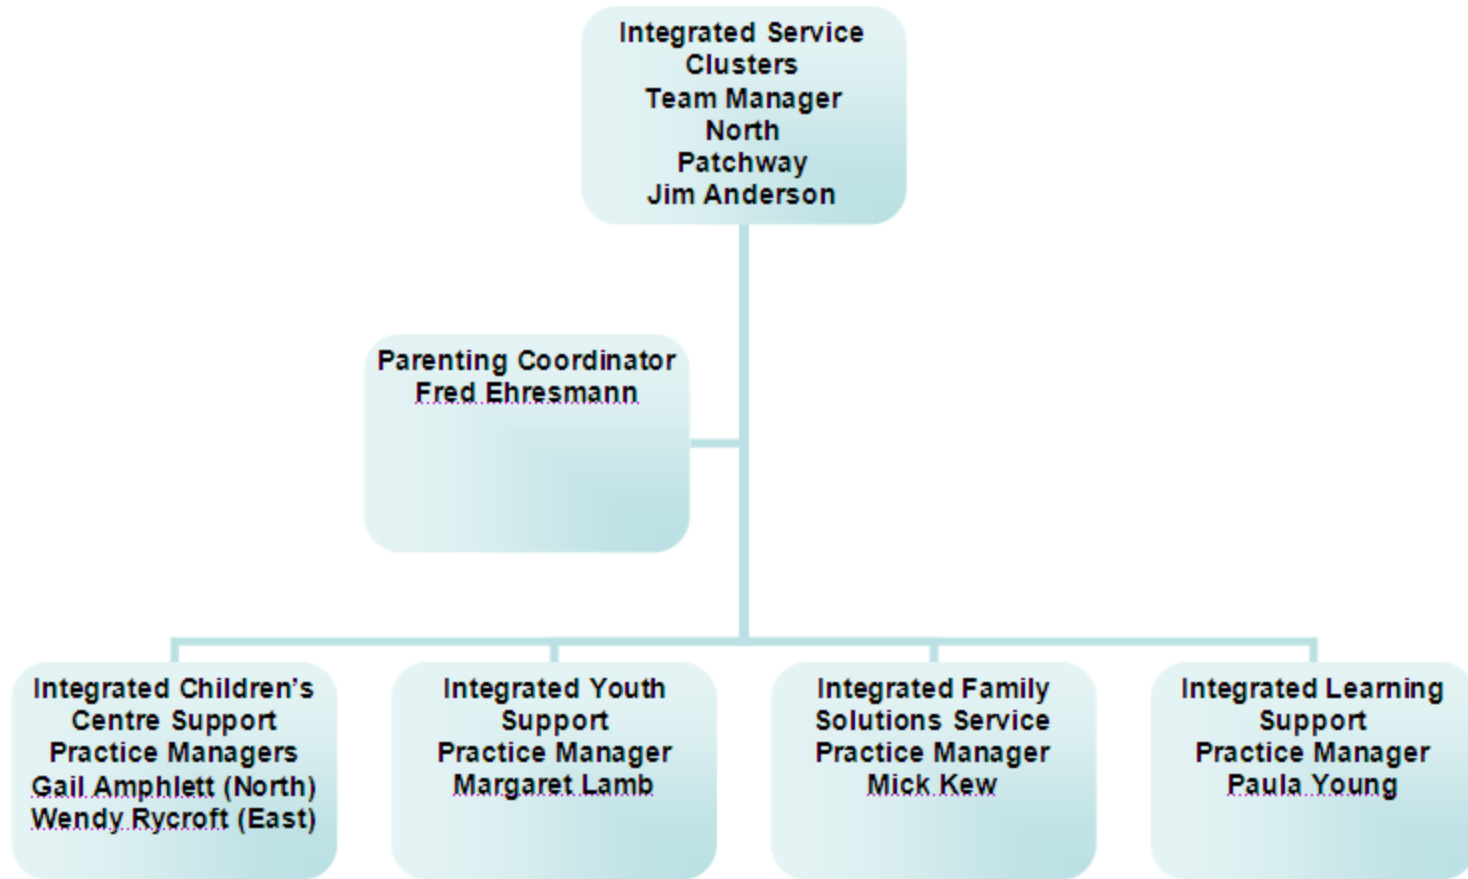 Integrated Service
Clusters
Team Manager
North
Patchway
Jim Anderson
Parenting Coordinator
Fred Ehresmann
Integrated Children’s
Centre Support
Practice Managers
Gail Amphlett (North)
Wendy Rycroft (East)
Integrated Youth
Support
Practice Manager
Margaret Lamb
Integrated Family
Solutions Service
Practice Manager
Mick Kew
Integrated Learning
Support
Practice Manager
Paula Young